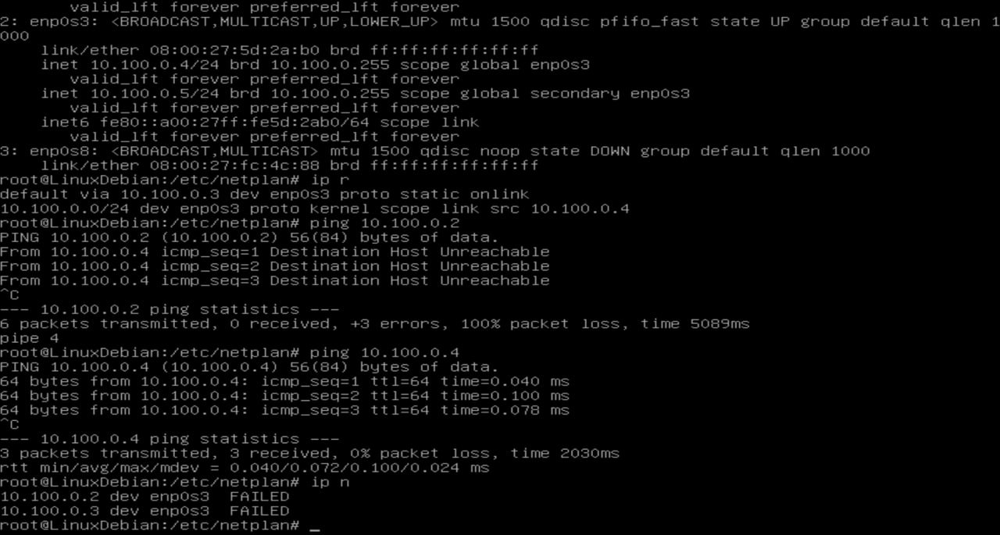 valid_lft forever preferred_lft forever
2: enp0s3: <BROADCAST,MULTICAST,UP,LOWER_UP> mtu 1500 qdisc pfifo_fast state UP group default qlen 1
000
    link/ether 08:00:27:5d:2a:b0 brd ff:ff:ff:ff:ff:ff
    inet 10.100.0.4/24 brd 10.100.0.255 scope global enp0s3
       valid_lft forever preferred_lft forever
    inet 10.100.0.5/24 brd 10.100.0.255 scope global secondary enp0s3
       valid_lft forever preferred_lft forever
    inet6 fe80::a00:27ff:fe5d:2ab0/64 scope link
       valid_lft forever preferred_lft forever
3: enp0s8: <BROADCAST,MULTICAST> mtu 1500 qdisc noop state DOWN group default qlen 1000
    link/ether 08:00:27:fc:4c:88 brd ff:ff:ff:ff:ff:ff
root@LinuxDebian:/etc/netplan# ip r
default via 10.100.0.3 dev enp0s3 proto static onlink
10.100.0.0/24 dev enp0s3 proto kernel scope link src 10.100.0.4
root@LinuxDebian:/etc/netplan# ping 10.100.0.2
PING 10.100.0.2 (10.100.0.2) 56(84) bytes of data.
From 10.100.0.4 icmp_seq=1 Destination Host Unreachable
From 10.100.0.4 icmp_seq=2 Destination Host Unreachable
From 10.100.0.4 icmp_seq=3 Destination Host Unreachable
^C
--- 10.100.0.2 ping statistics ---
6 packets transmitted, 0 received, +3 errors, 100% packet loss, time 5089ms
pipe 4
root@LinuxDebian:/etc/netplan# ping 10.100.0.4
PING 10.100.0.4 (10.100.0.4) 56(84) bytes of data.
64 bytes from 10.100.0.4: icmp_seq=1 ttl=64 time=0.040 ms
64 bytes from 10.100.0.4: icmp_seq=2 ttl=64 time=0.100 ms
64 bytes from 10.100.0.4: icmp_seq=3 ttl=64 time=0.078 ms
^C
--- 10.100.0.4 ping statistics ---
3 packets transmitted, 3 received, 0% packet loss, time 2030ms
rtt min/avg/max/mdev = 0.040/0.072/0.100/0.024 ms
root@LinuxDebian:/etc/netplan# ip n
10.100.0.2 dev enp0s3  FAILED
10.100.0.3 dev enp0s3  FAILED
root@LinuxDebian:/etc/netplan# _